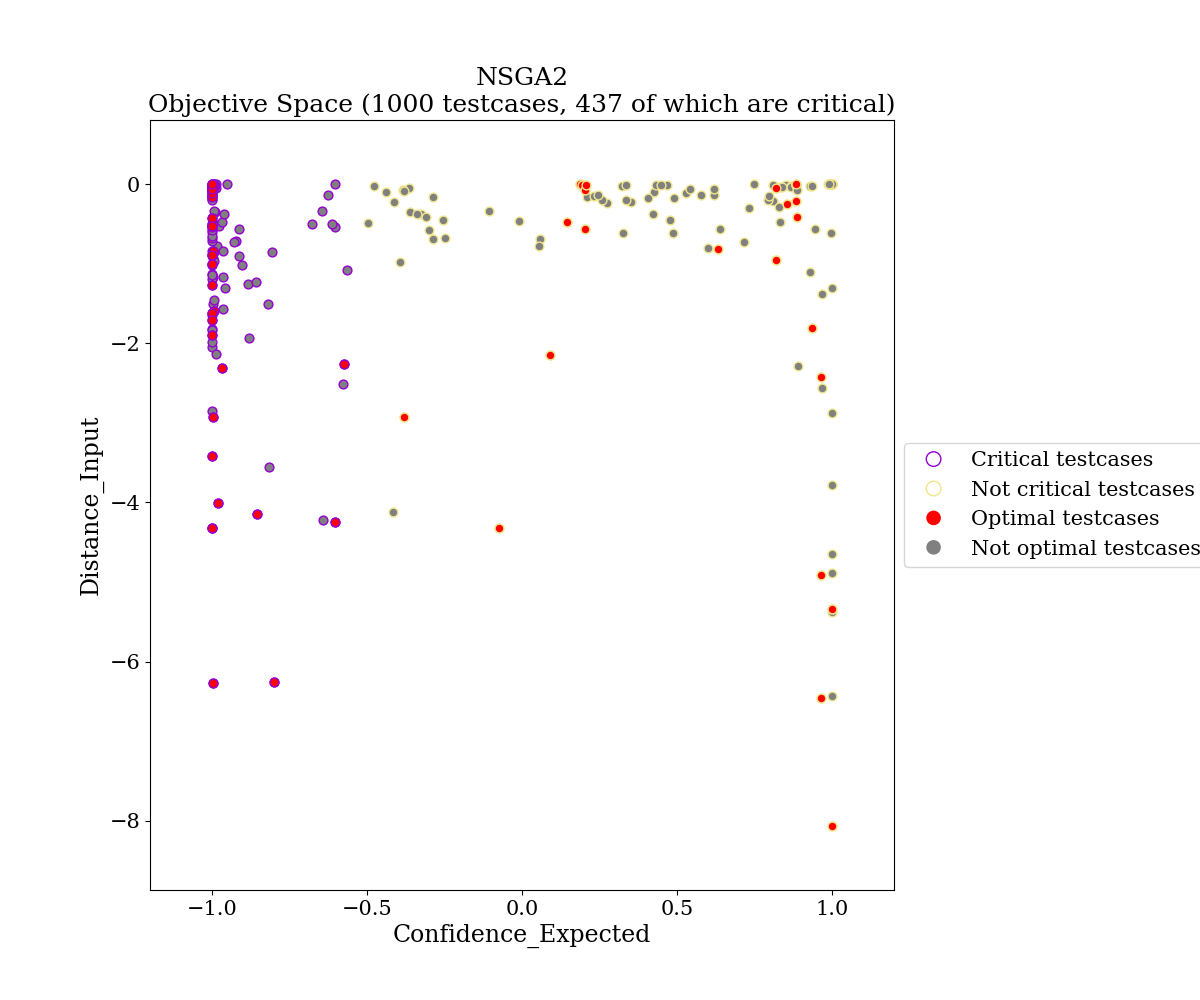 NSGA2
Objective Space (1000 testcases, 437 of which are critical)
0
−2
−4
−6
−8
Distance_Input
−1.0
−0.5
0.0
0.5
1.0
Confidence_Expected
Critical testcases
Not critical testcases
Optimal testcases
Not optimal testcases